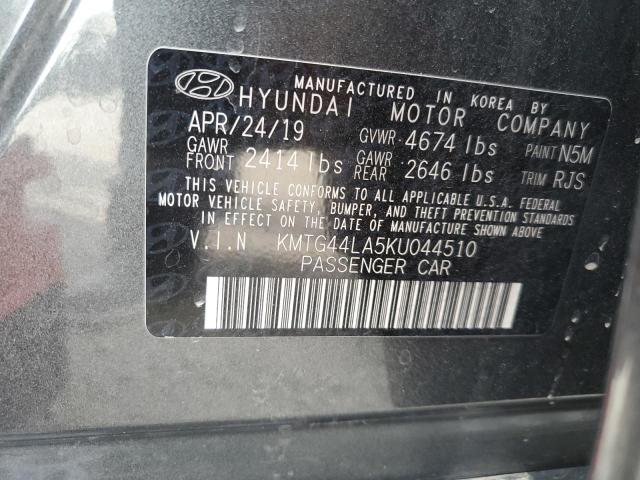 MANUFACTURED IN KOREA BY
HYUNDAI MOTOR COMPANY
APR/24/19 GVWR 4674 lbs PAINT N5M
GAWR FRONT 2414 lbs GAWR REAR 2646 lbs TRIM RJS
THIS VEHICLE CONFORMS TO ALL APPLICABLE U.S.A. FEDERAL
MOTOR VEHICLE SAFETY, BUMPER, AND THEFT PREVENTION
STANDARDS IN EFFECT ON THE DATE OF MANUFACTURE SHOWN ABOVE.
V.I.N KMTG44LA5KU044510
PASSENGER CAR